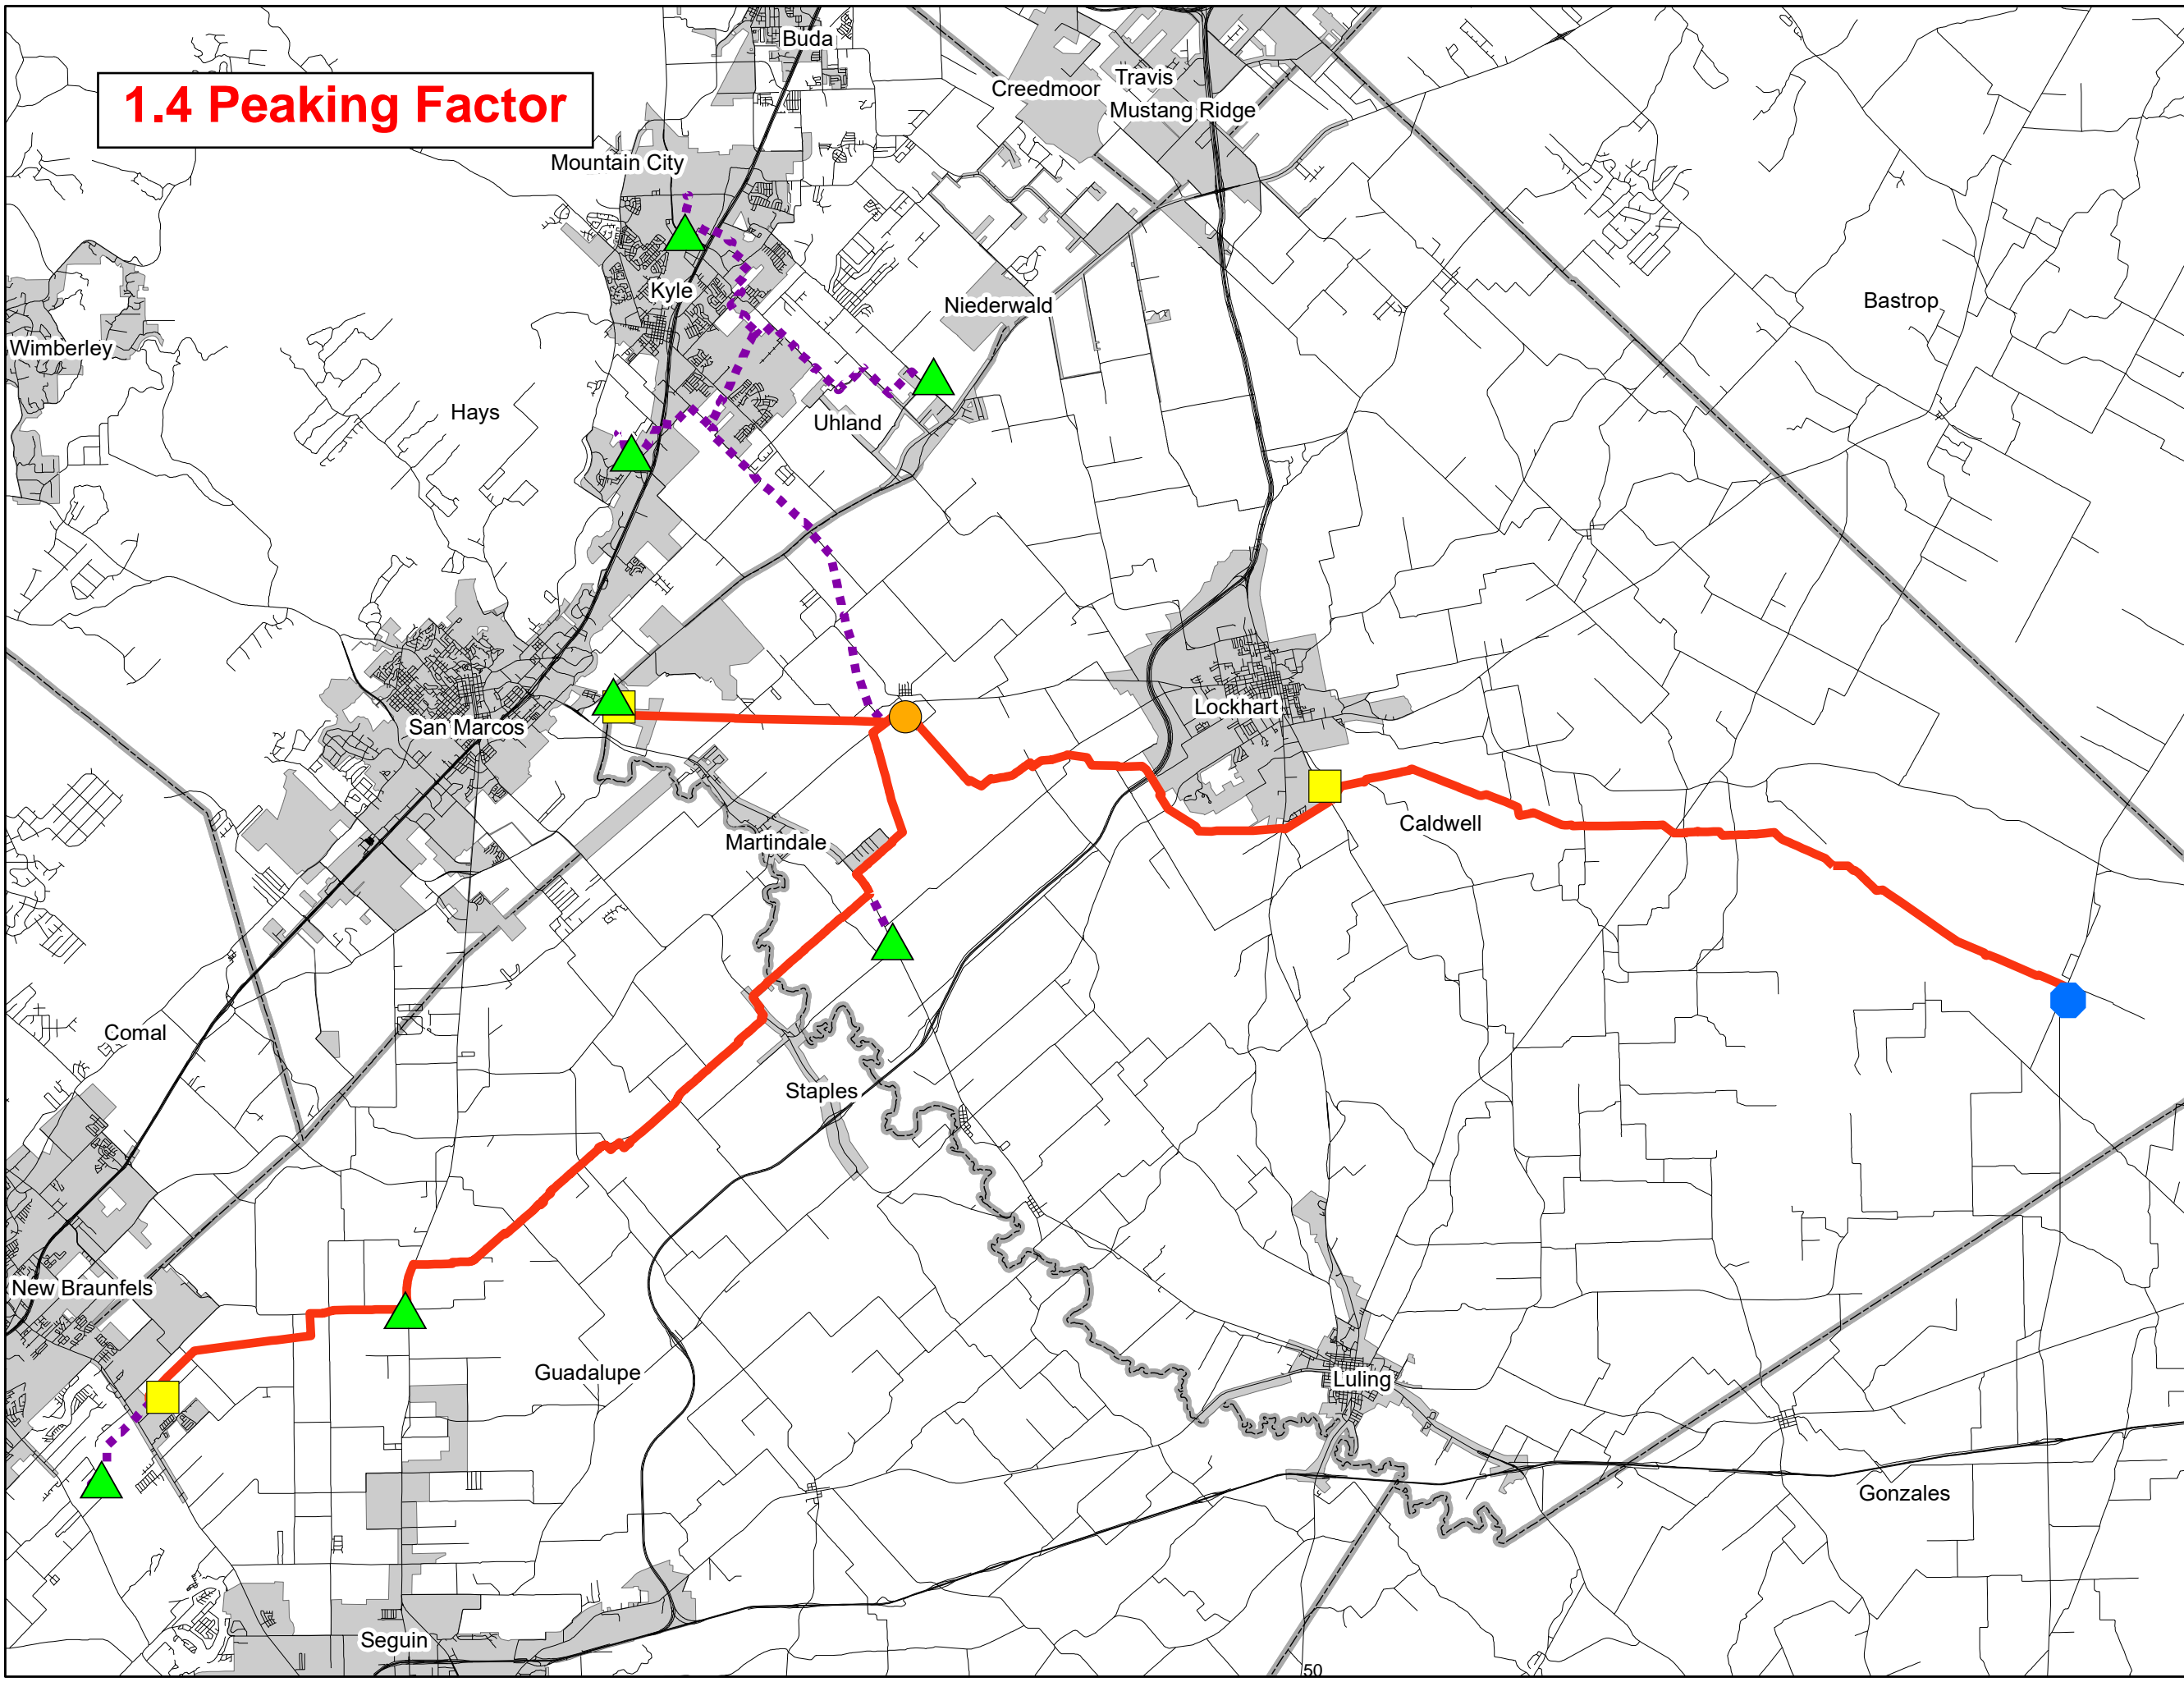 Buda
1.4 Peaking Factor
Creedmoor
Travis
Mustang Ridge
Mountain City
Kyle
Niederwald
Bastrop
Wimberley
Hays
Uhland
San Marcos
Lockhart
Martindale
Caldwell
Comal
Staples
New Braunfels
Guadalupe
Luling
Gonzales
Seguin
50